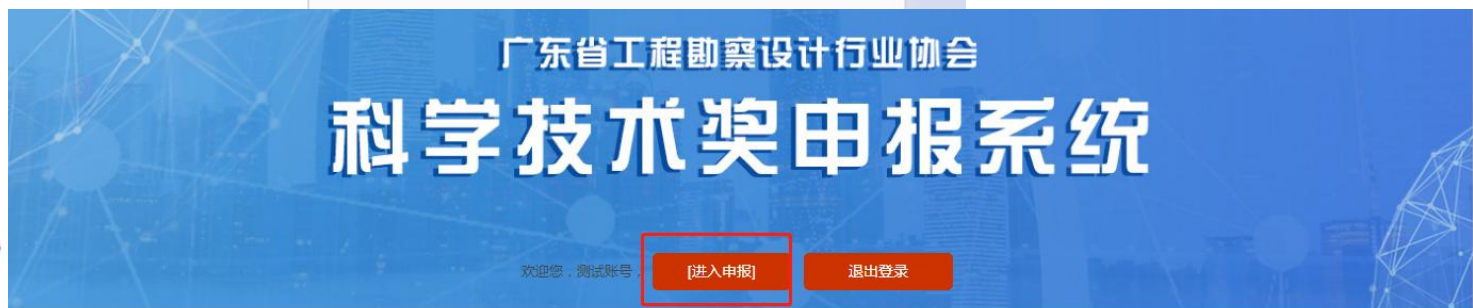 广东省工程勘察设计行业协会
科学技术奖申报系统
欢迎您，测试账号， [进入申报] 退出登录